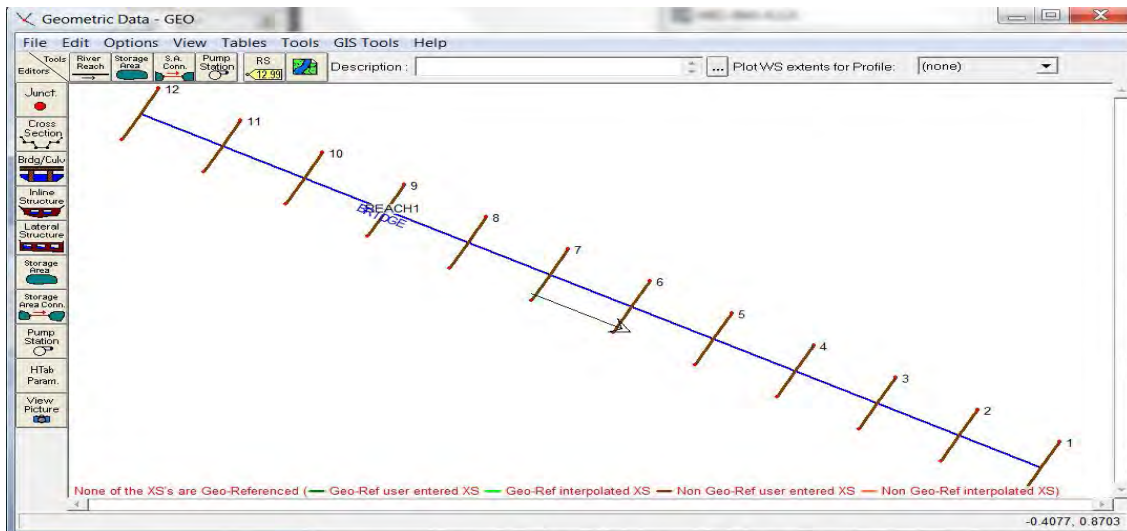 Geometric Data - GEO
File Edit Options View Tools GIS Tools Help
Tools
Editors
River
Reach
Storage
Area
S.A.
Conn.
Pump
Station
RS
12.99
Description :
...
Plot WS extents for Profile:
(none)
Junct.
Cross
Section
Brdg/Culv
Inline
Structure
Lateral
Structure
Storage
Area
Storage
Area Conn.
Pump
Station
HTab
Param.
View
Picture
12
11
10
9
REACH1
BRIDGE
8
7
6
5
4
3
2
1
None of the XS's are Geo-Referenced ( Geo-Ref user entered XS Geo-Ref interpolated XS Non Geo-Ref user entered XS Non Geo-Ref interpolated XS)
-0.4077, 0.8703